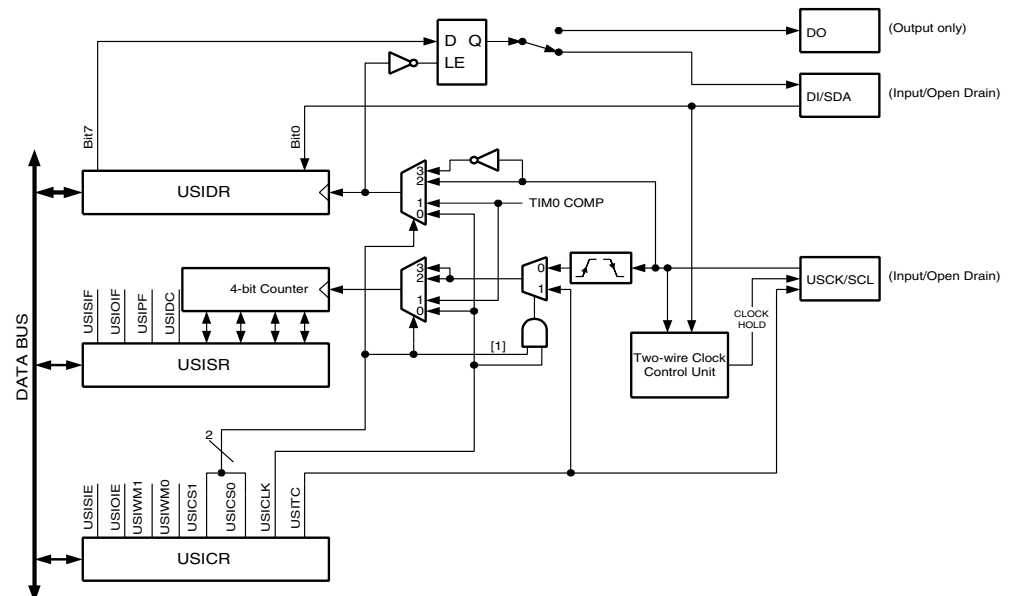 D Q
LE
DO
(Output only)
DI/SDA
(Input/Open Drain)
Bit7
Bit0
USIDR
3
2
1
0
TIM0 COMP
4-bit Counter
3
2
1
0
0
1
USCK/SCL
(Input/Open Drain)
CLOCK
HOLD
USISIF
USIOIF
USIPF
USIDC
[1]
USISR
Two-wire Clock
Control Unit
DATA BUS
2
USISIE
USIOIE
USIWM1
USIWM0
USICS1
USICS0
USICLK
USITC
USICR